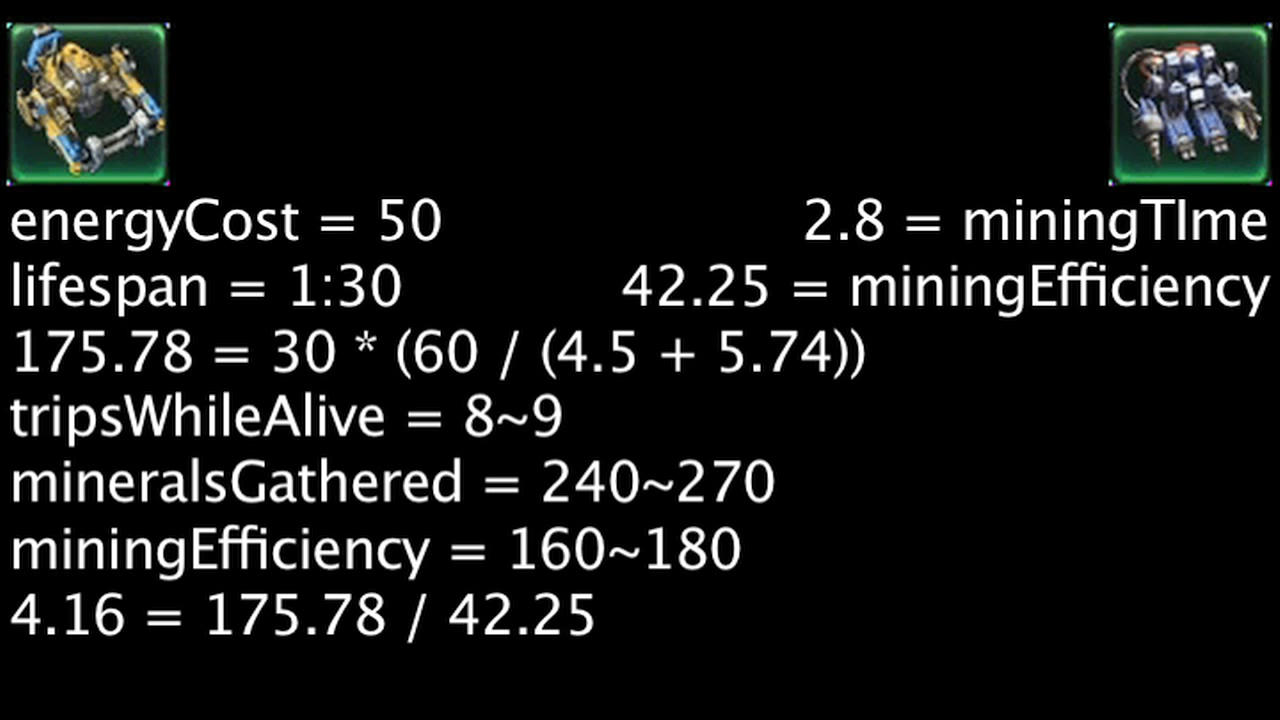 energyCost = 50
2.8 = miningTIme
lifespan = 1:30
42.25 = miningEfficiency
175.78 = 30 * (60 / (4.5 + 5.74))
tripsWhileAlive = 8~9
mineralsGathered = 240~270
miningEfficiency = 160~180
4.16 = 175.78 / 42.25